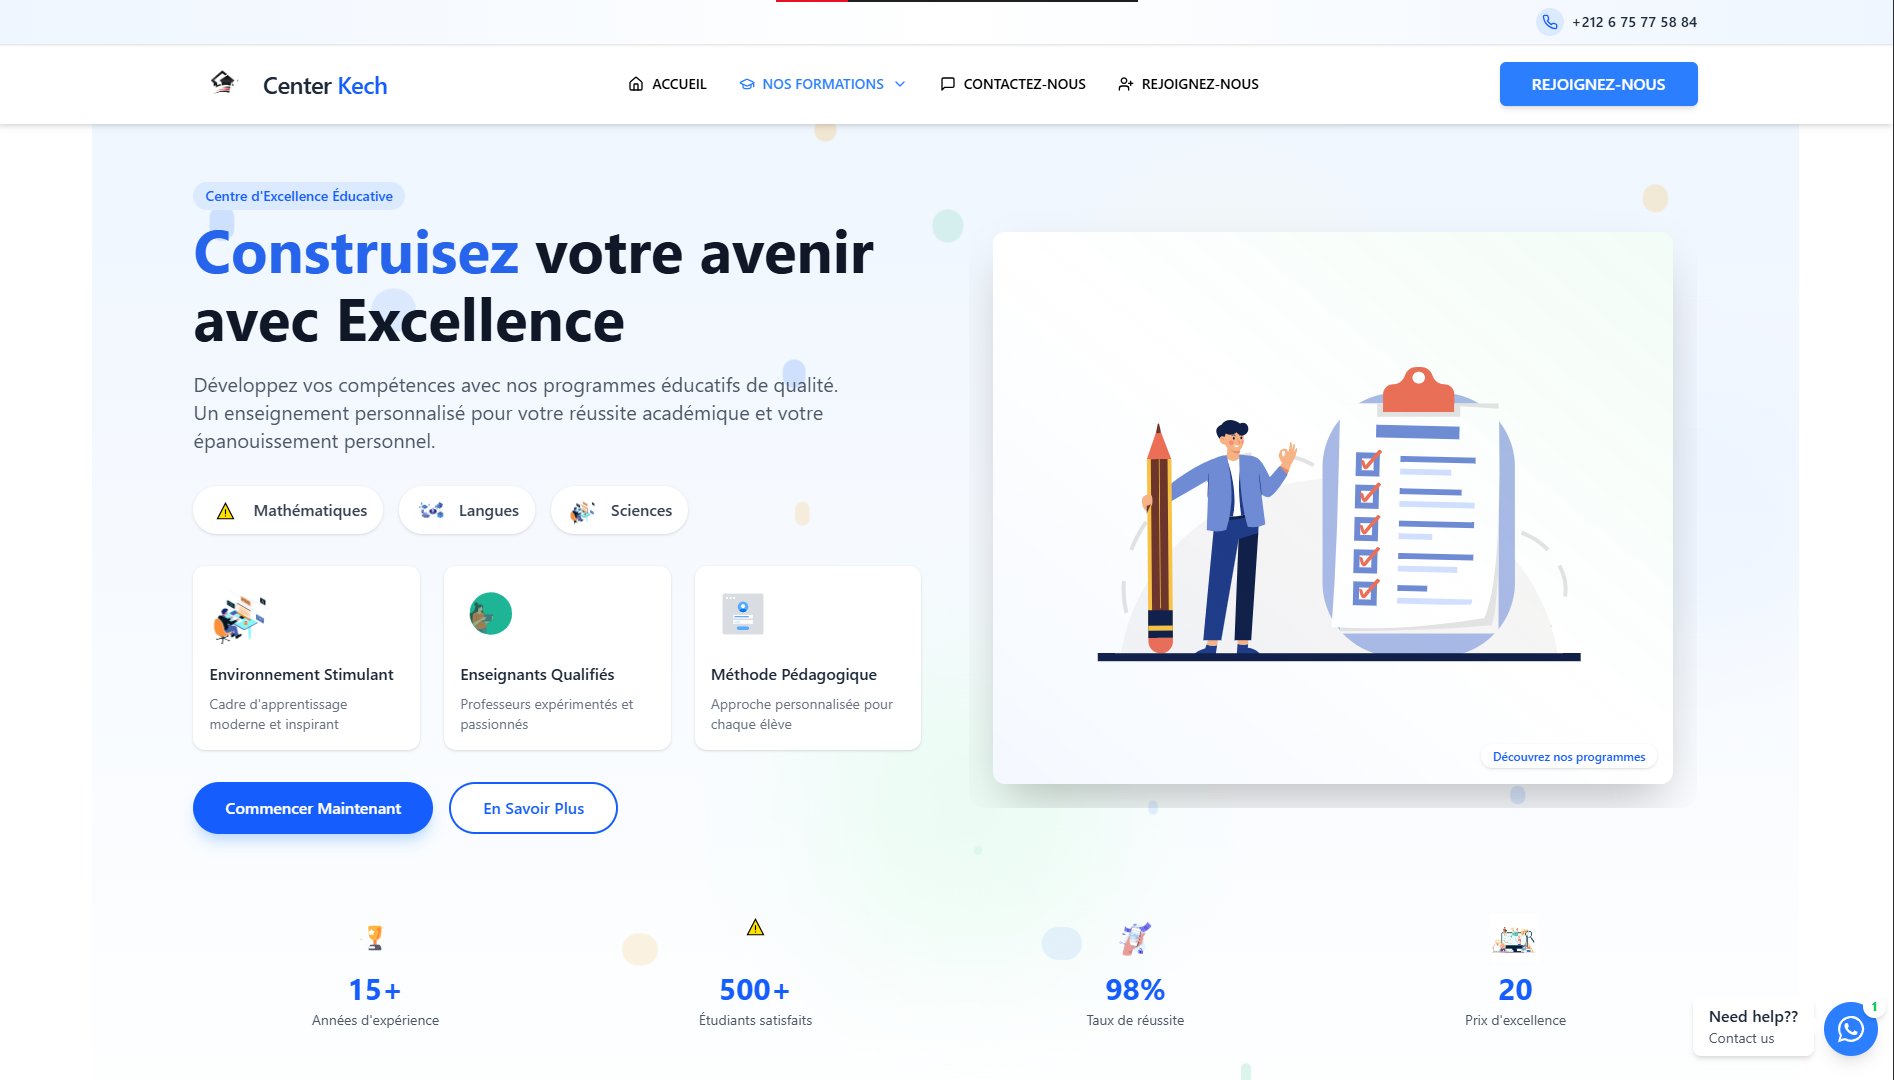 +212 6 75 77 58 84
Center Kech
ACCUEIL
NOS FORMATIONS
CONTACTEZ-NOUS
REJOIGNEZ-NOUS
REJOIGNEZ-NOUS
Centre d'Excellence Éducative
Construisez votre avenir
avec Excellence
Développez vos compétences avec nos programmes éducatifs de qualité.
Un enseignement personnalisé pour votre réussite académique et votre
épanouissement personnel.
Mathématiques
Langues
Sciences
Environnement Stimulant
Cadre d'apprentissage
moderne et inspirant
Enseignants Qualifiés
Professeurs expérimentés et
passionnés
Méthode Pédagogique
Approche personnalisée pour
chaque élève
Découvrez nos programmes
Commencer Maintenant
En Savoir Plus
15+
Années d'expérience
500+
Étudiants satisfaits
98%
Taux de réussite
20
Prix d'excellence
Need help??
Contact us
1